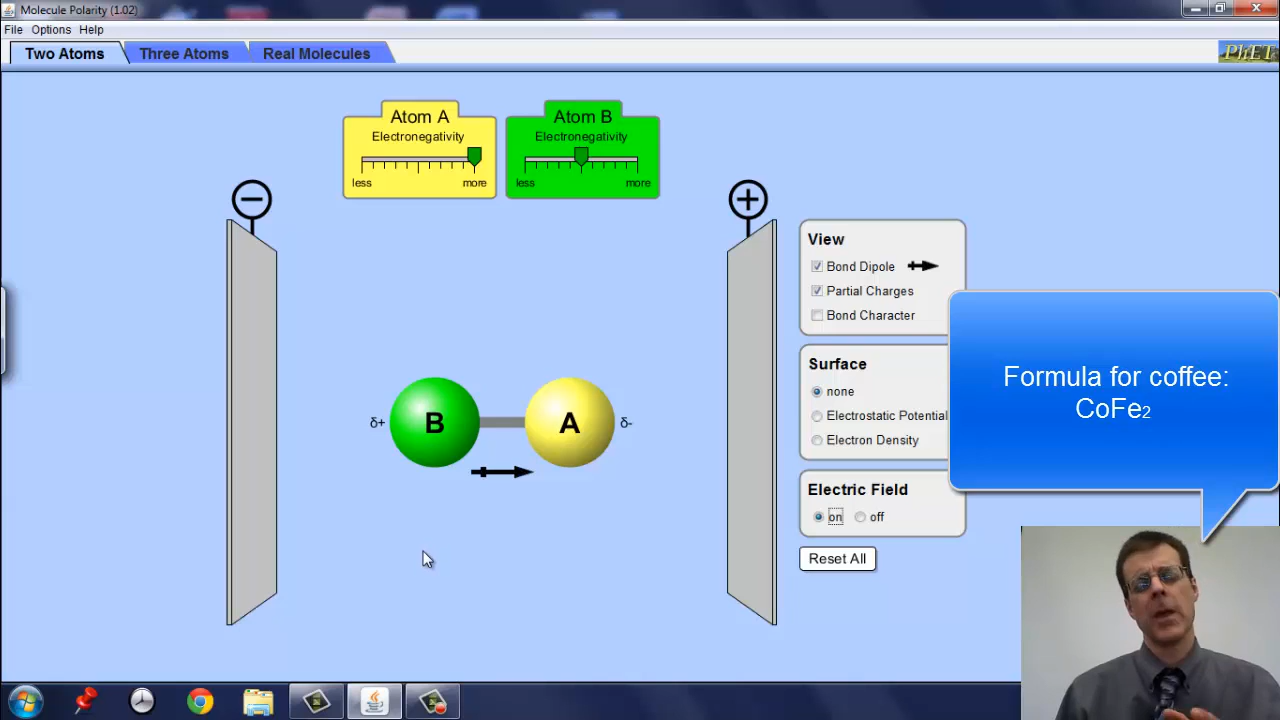 Molecule Polarity (1.02)
File Options Help
Two Atoms Three Atoms Real Molecules
PhET
Atom A
Electronegativity
less more
Atom B
Electronegativity
less more
−
+
View
Bond Dipole
Partial Charges
Bond Character
Surface
none
Electrostatic Potential
Electron Density
Electric Field
on off
Reset All
δ+ B A δ-
Formula for coffee:
CoFe2